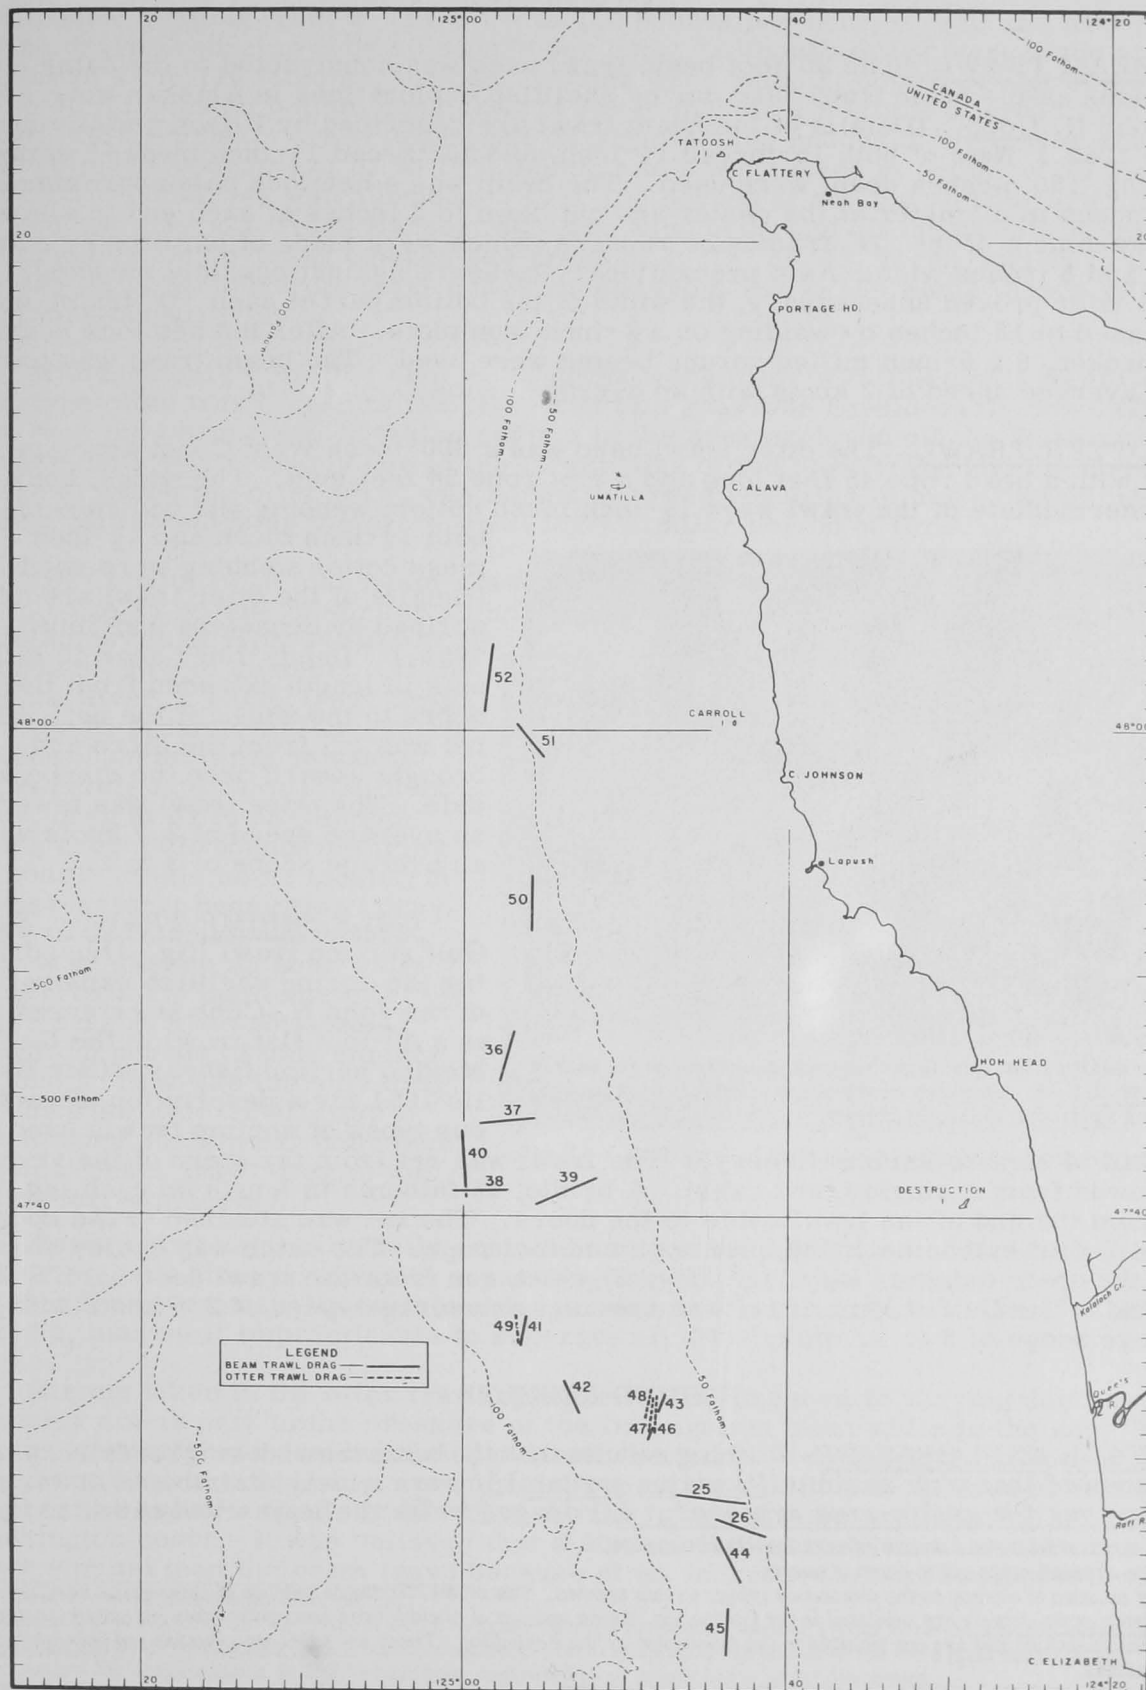 20
125°00
40
124°20
100 Fathom
CANADA
UNITED STATES
100 Fathom
50 Fathom
TATOOSH
C FLATTERY
Neah Bay
20
20
PORTAGE HD.
100 Fathom
100 Fathom
50 Fathom
UMATILLA
C. ALAVA
52
48°00
CARROLL
48°00
51
C. JOHNSON
Lapush
50
500 Fathom
36
HOH HEAD
500 Fathom
37
40
38
39
DESTRUCTION
47°40
47°40
Kalaloch Cr.
49
41
LEGEND
BEAM TRAWL DRAG
OTTER TRAWL DRAG
42
48
43
47
46
50 Fathom
Queets
R.
100 Fathom
500 Fathom
25
26
Raft R
44
45
C ELIZABETH
20
125°00
40
124°20